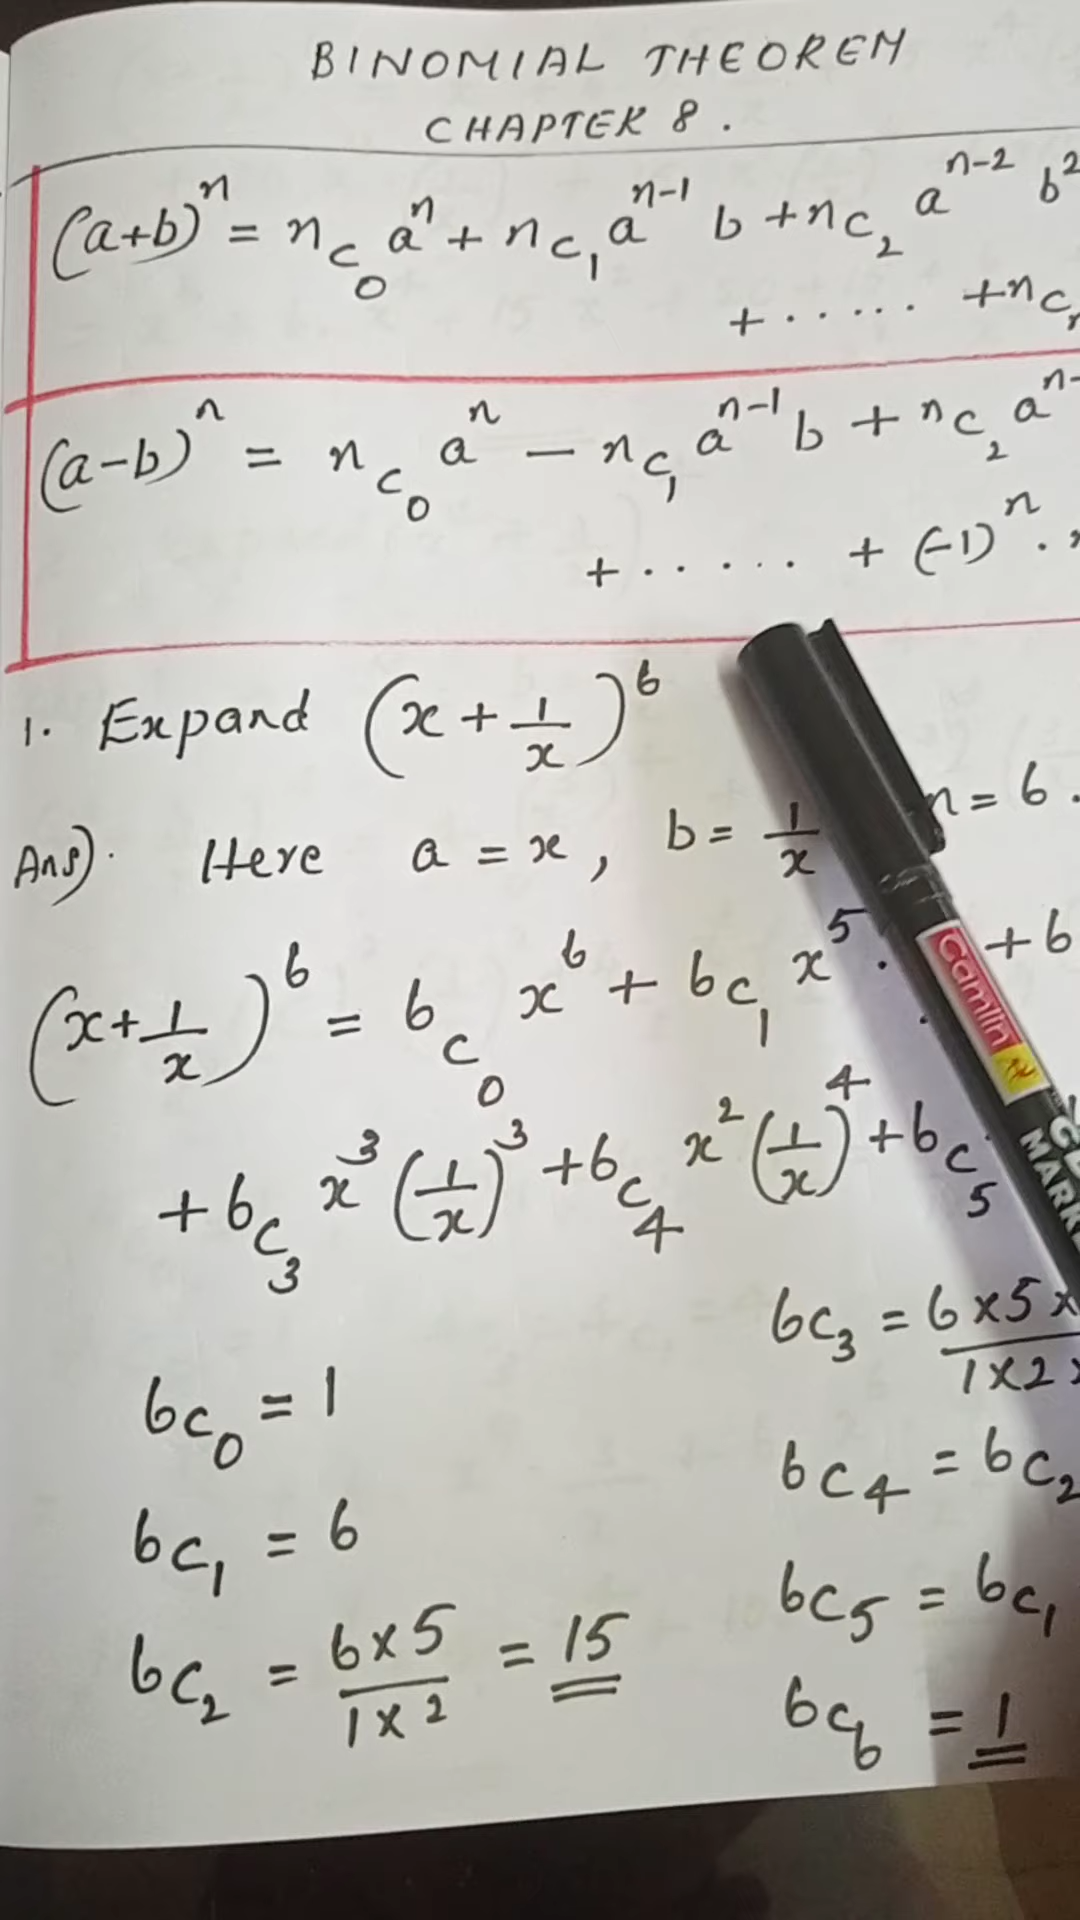 BINOMIAL THEOREM
CHAPTER 8.
(a+b)^n = nC₀ a^n + nC₁ a^(n-1) b + nC₂ a^(n-2) b²
+ ..... + nC
(a-b)^n = nC₀ a^n - nC₁ a^(n-1) b + nC₂ a^(n-
+ ...... + (-1)^n .
1. Expand (x + 1/x)^6
Ans). Here a = x, b = 1/x n = 6.
(x + 1/x)^6 = 6C₀ x^6 + 6C₁ x^5 . + 6
+ 6C₃ x³ (1/x)³ + 6C₄ x² (1/x)⁴ + 6C₅
6C₃ = 6×5×/1×2×
6C₀ = 1
6C₄ = 6C₂
6C₁ = 6
6C₅ = 6C₁
6C₂ = 6×5/1×2 = 15
6C₆ = 1
Camlin
MARK